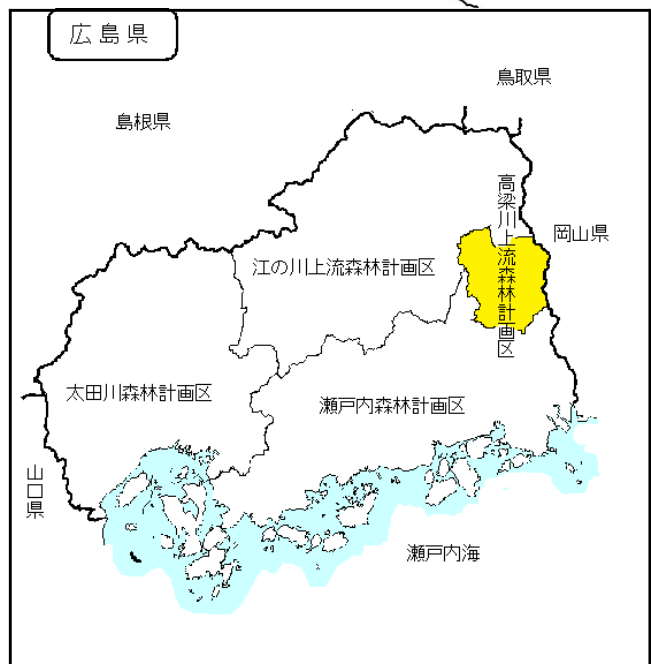 広島県
鳥取県
島根県
高梁川上流森林計画区
岡山県
江の川上流森林計画区
太田川森林計画区
瀬戸内森林計画区
山口県
瀬戸内海